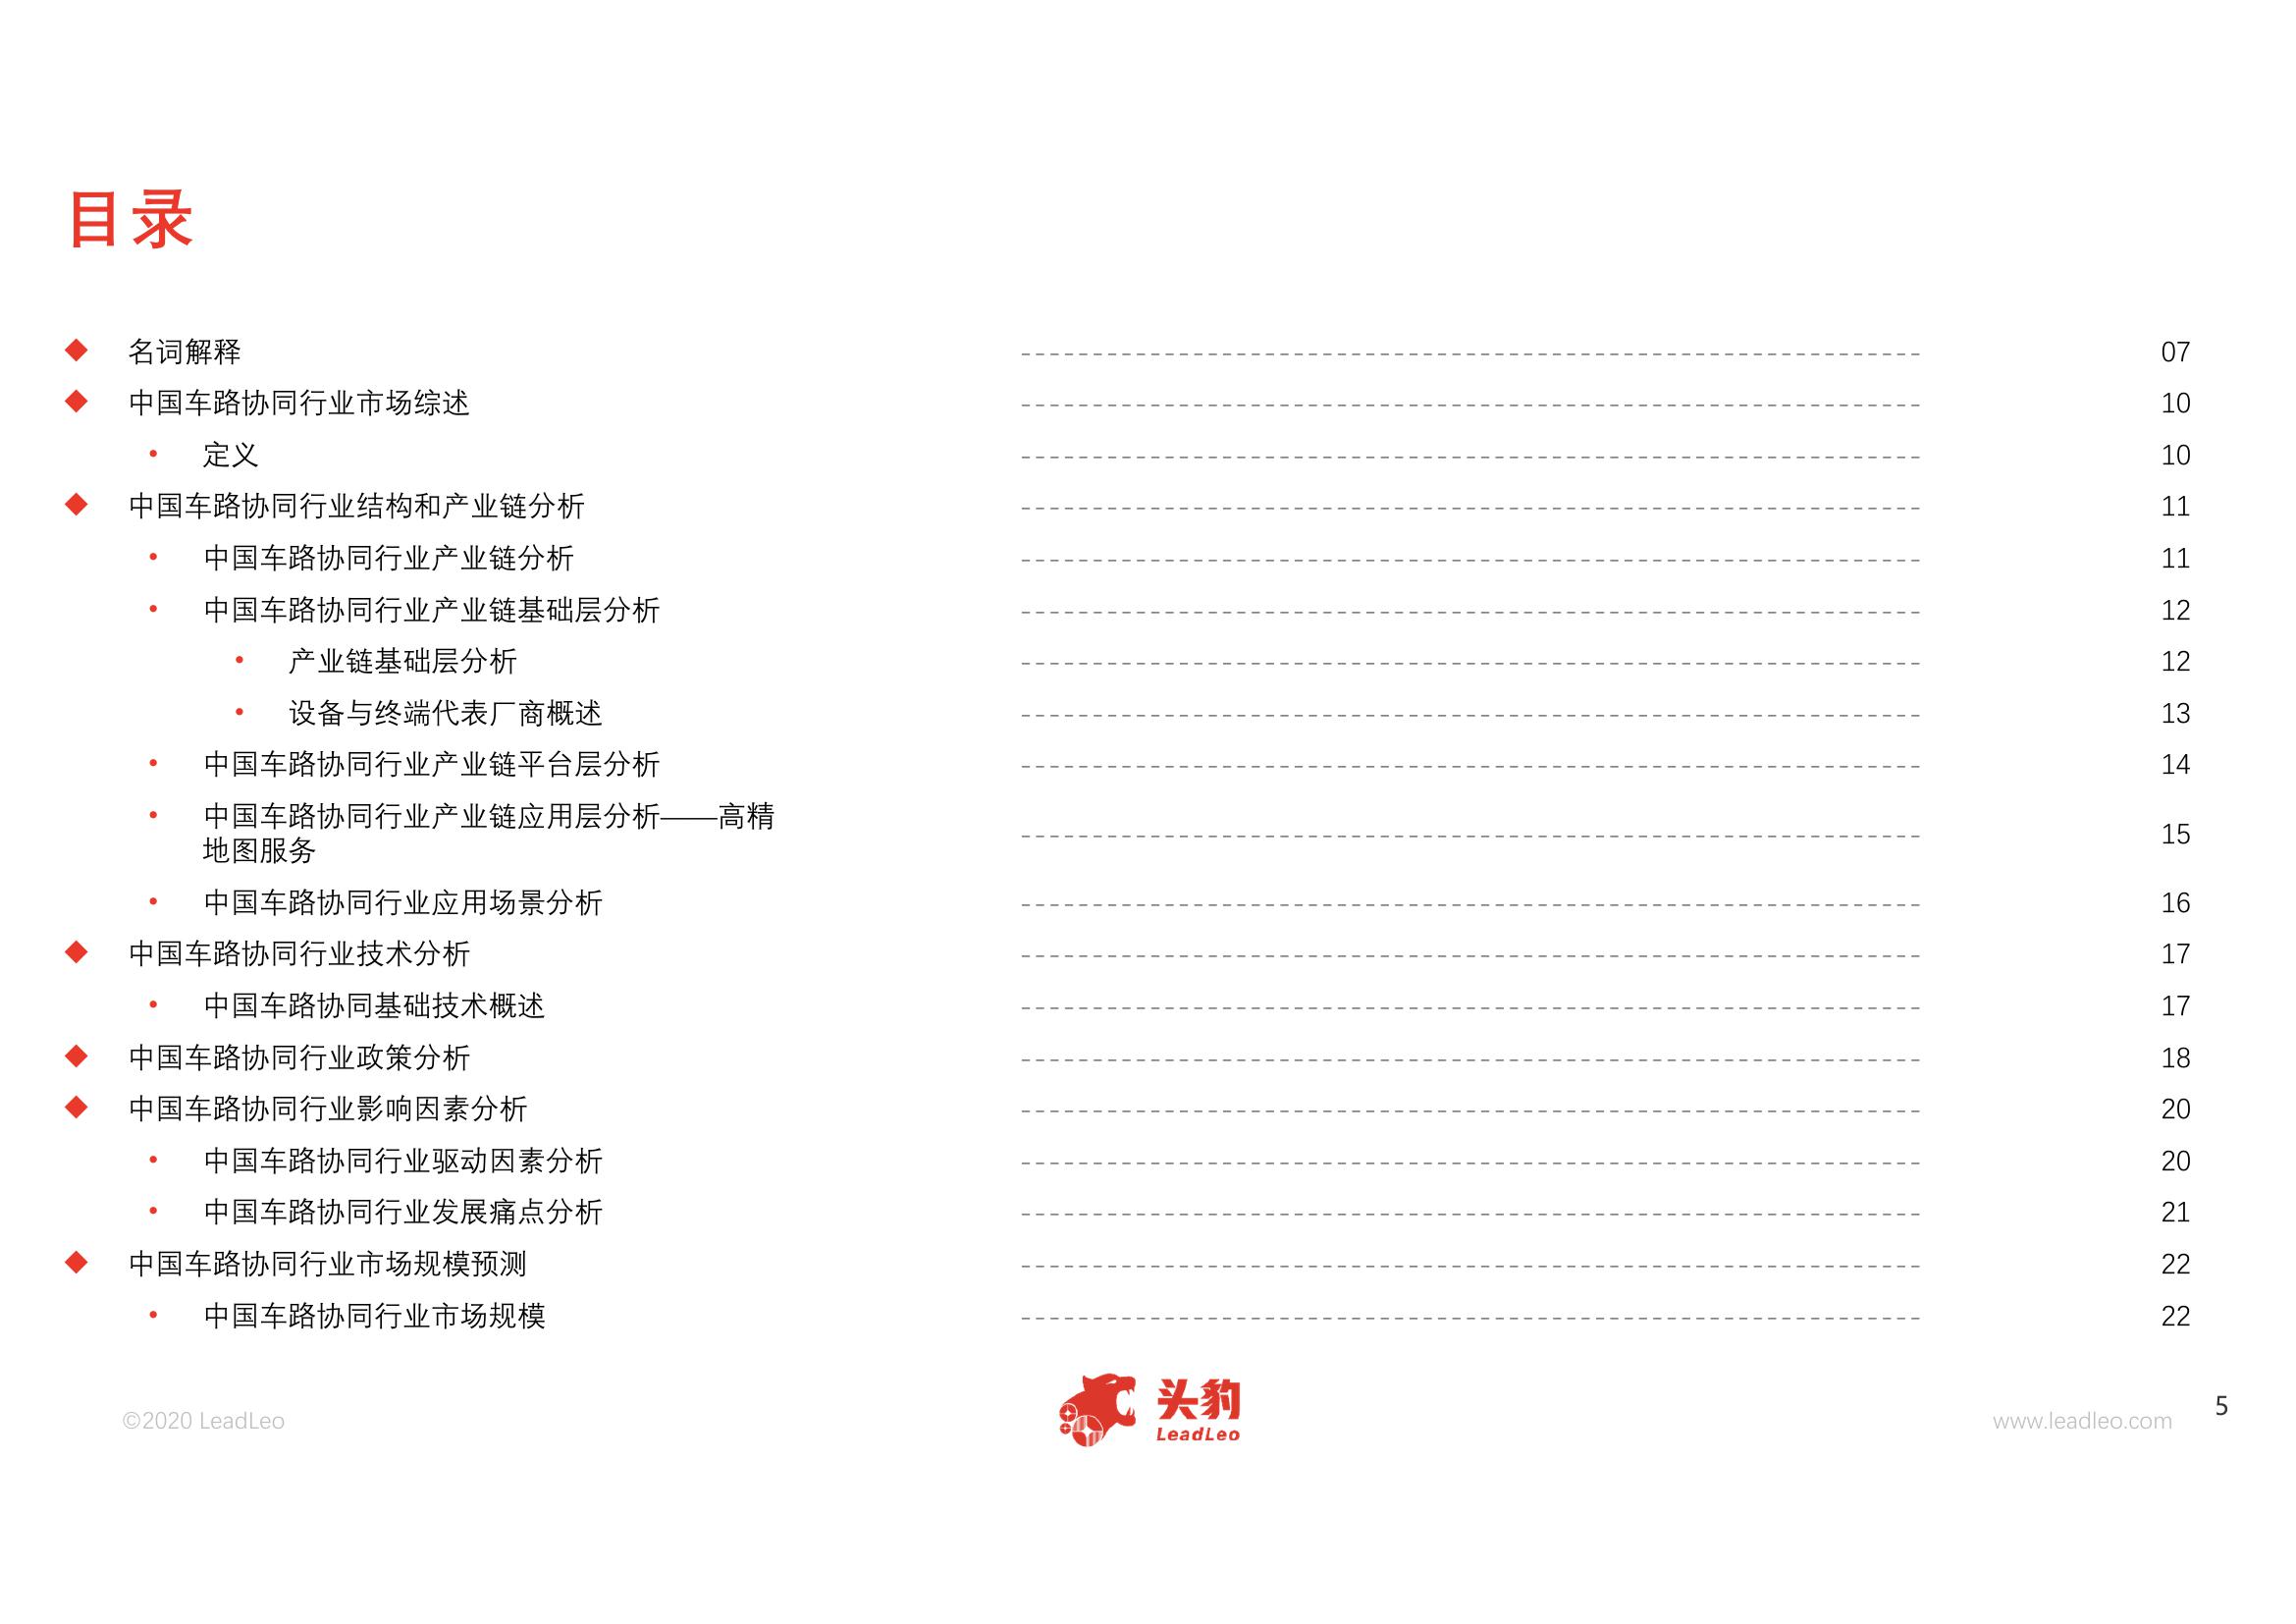 目录
名词解释 07
中国车路协同行业市场综述 10
定义 10
中国车路协同行业结构和产业链分析 11
中国车路协同行业产业链分析 11
中国车路协同行业产业链基础层分析 12
产业链基础层分析 12
设备与终端代表厂商概述 13
中国车路协同行业产业链平台层分析 14
中国车路协同行业产业链应用层分析——高精
地图服务 15
中国车路协同行业应用场景分析 16
中国车路协同行业技术分析 17
中国车路协同基础技术概述 17
中国车路协同行业政策分析 18
中国车路协同行业影响因素分析 20
中国车路协同行业驱动因素分析 20
中国车路协同行业发展痛点分析 21
中国车路协同行业市场规模预测 22
中国车路协同行业市场规模 22
©2020 LeadLeo
头豹
LeadLeo
www.leadleo.com
5